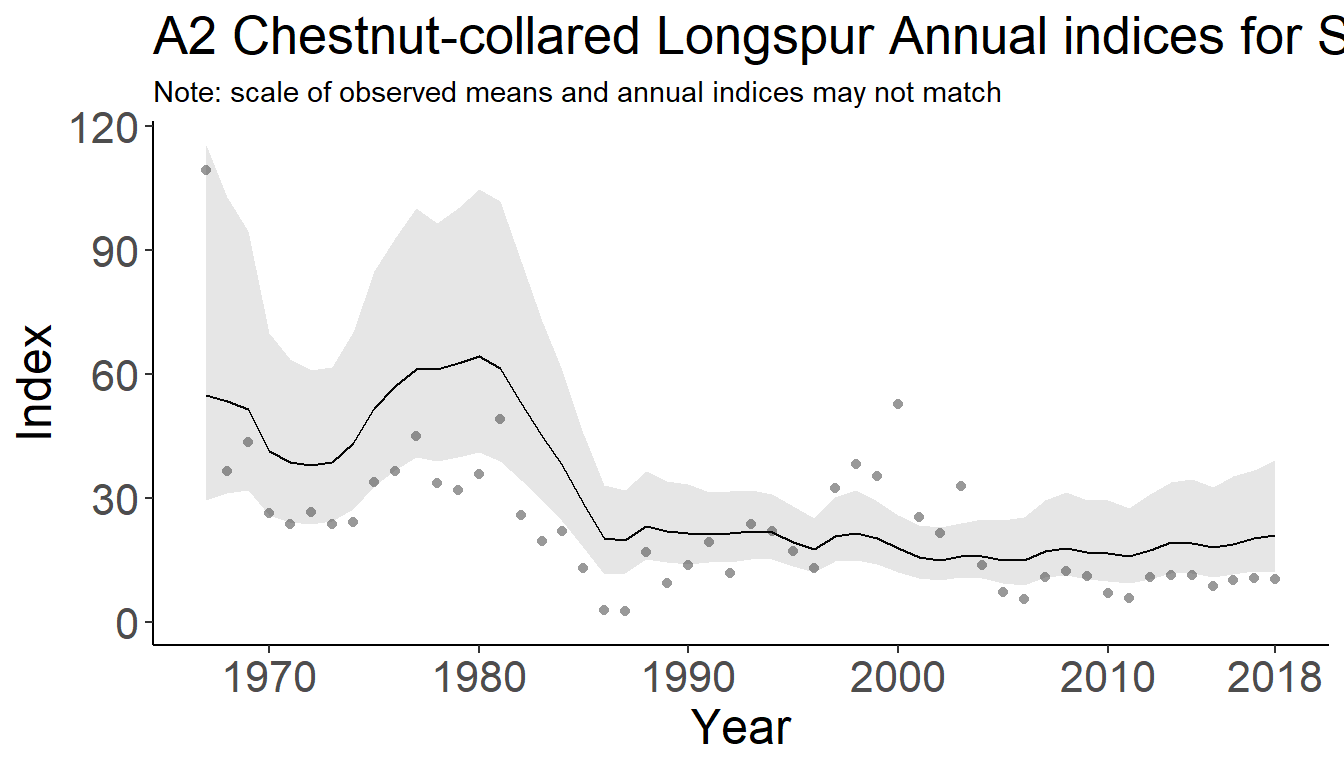 A2 Chestnut-collared Longspur Annual indices for S
Note: scale of observed means and annual indices may not match
120
90
60
30
0
Index
1970 1980 1990 2000 2010 2018
Year